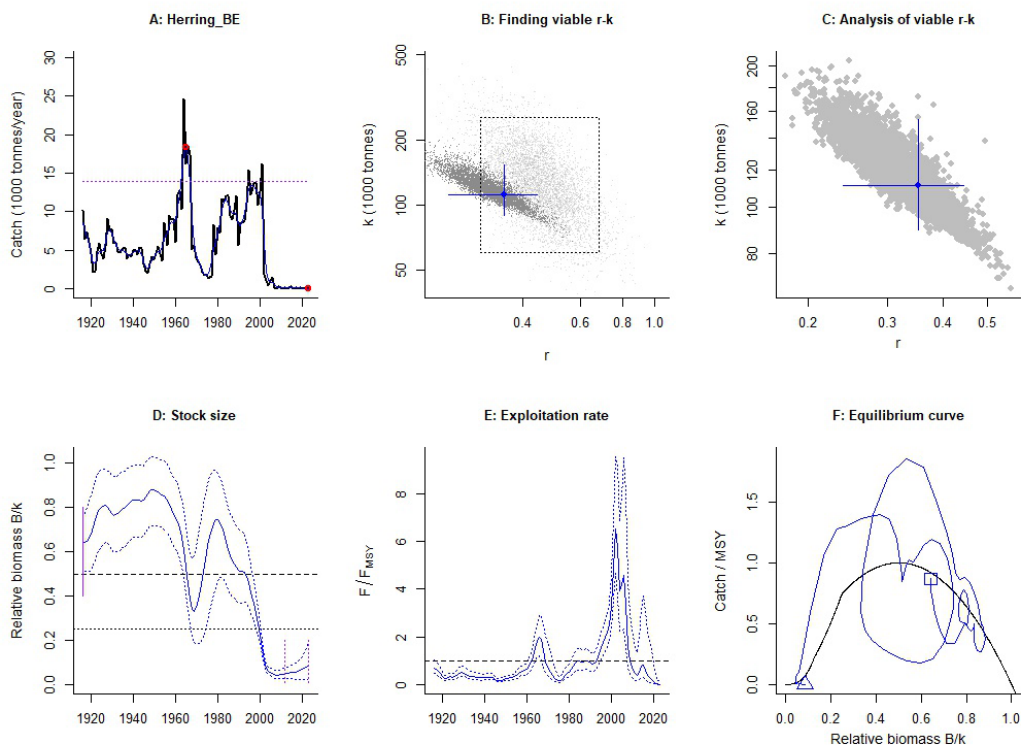 A: Herring_BE
Catch (1000 tonnes/year)
30
25
20
15
10
5
0
1920 1940 1960 1980 2000 2020
B: Finding viable r-k
k (1000 tonnes)
500
200
100
50
0.4 0.6 0.8 1.0
r
C: Analysis of viable r-k
k (1000 tonnes)
200
160
120
100
80
0.2 0.3 0.4 0.5
r
D: Stock size
Relative biomass B/k
1.0
0.8
0.6
0.4
0.2
0.0
1920 1940 1960 1980 2000 2020
E: Exploitation rate
F / FMSY
8
6
4
2
0
1920 1940 1960 1980 2000 2020
F: Equilibrium curve
Catch / MSY
1.5
1.0
0.5
0.0
0.0 0.2 0.4 0.6 0.8 1.0
Relative biomass B/k